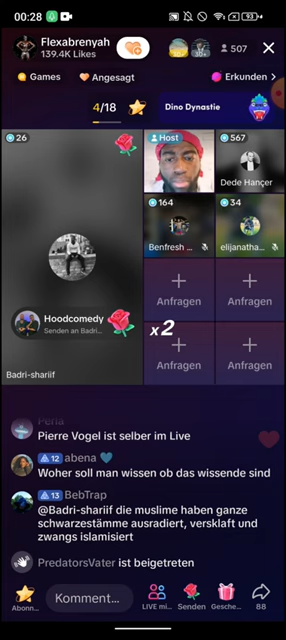 00:28
93
Flexabrenyah
139.4K Likes
507
Games
Angesagt
Erkunden >
4/18
Dino Dynastie
26
Host
567
Dede Hançer
164
34
Benfresh ...
elijanatha...
Anfragen
Anfragen
Hoodcomedy
Senden an Badri...
x2
Anfragen
Anfragen
Badri-shariif
Perla
Pierre Vogel ist selber im Live
12 abena
Woher soll man wissen ob das wissende sind
13 BebTrap
@Badri-shariif die muslime haben ganze
schwarzestämme ausradiert, versklaft und
zwangs islamisiert
PredatorsVater ist beigetreten
Kommentar...
Abonn...
LIVE mi...
Senden
Gesche...
88